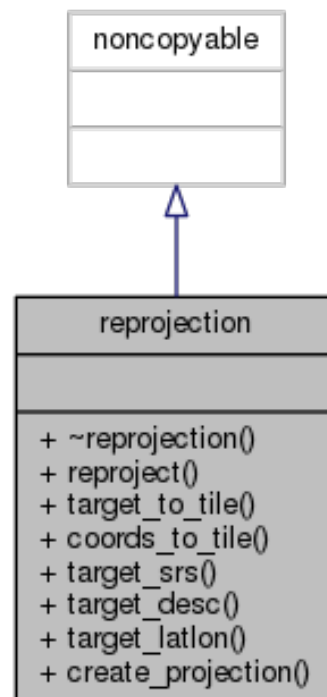 noncopyable
reprojection
+ ~reprojection()
+ reproject()
+ target_to_tile()
+ coords_to_tile()
+ target_srs()
+ target_desc()
+ target_latlon()
+ create_projection()